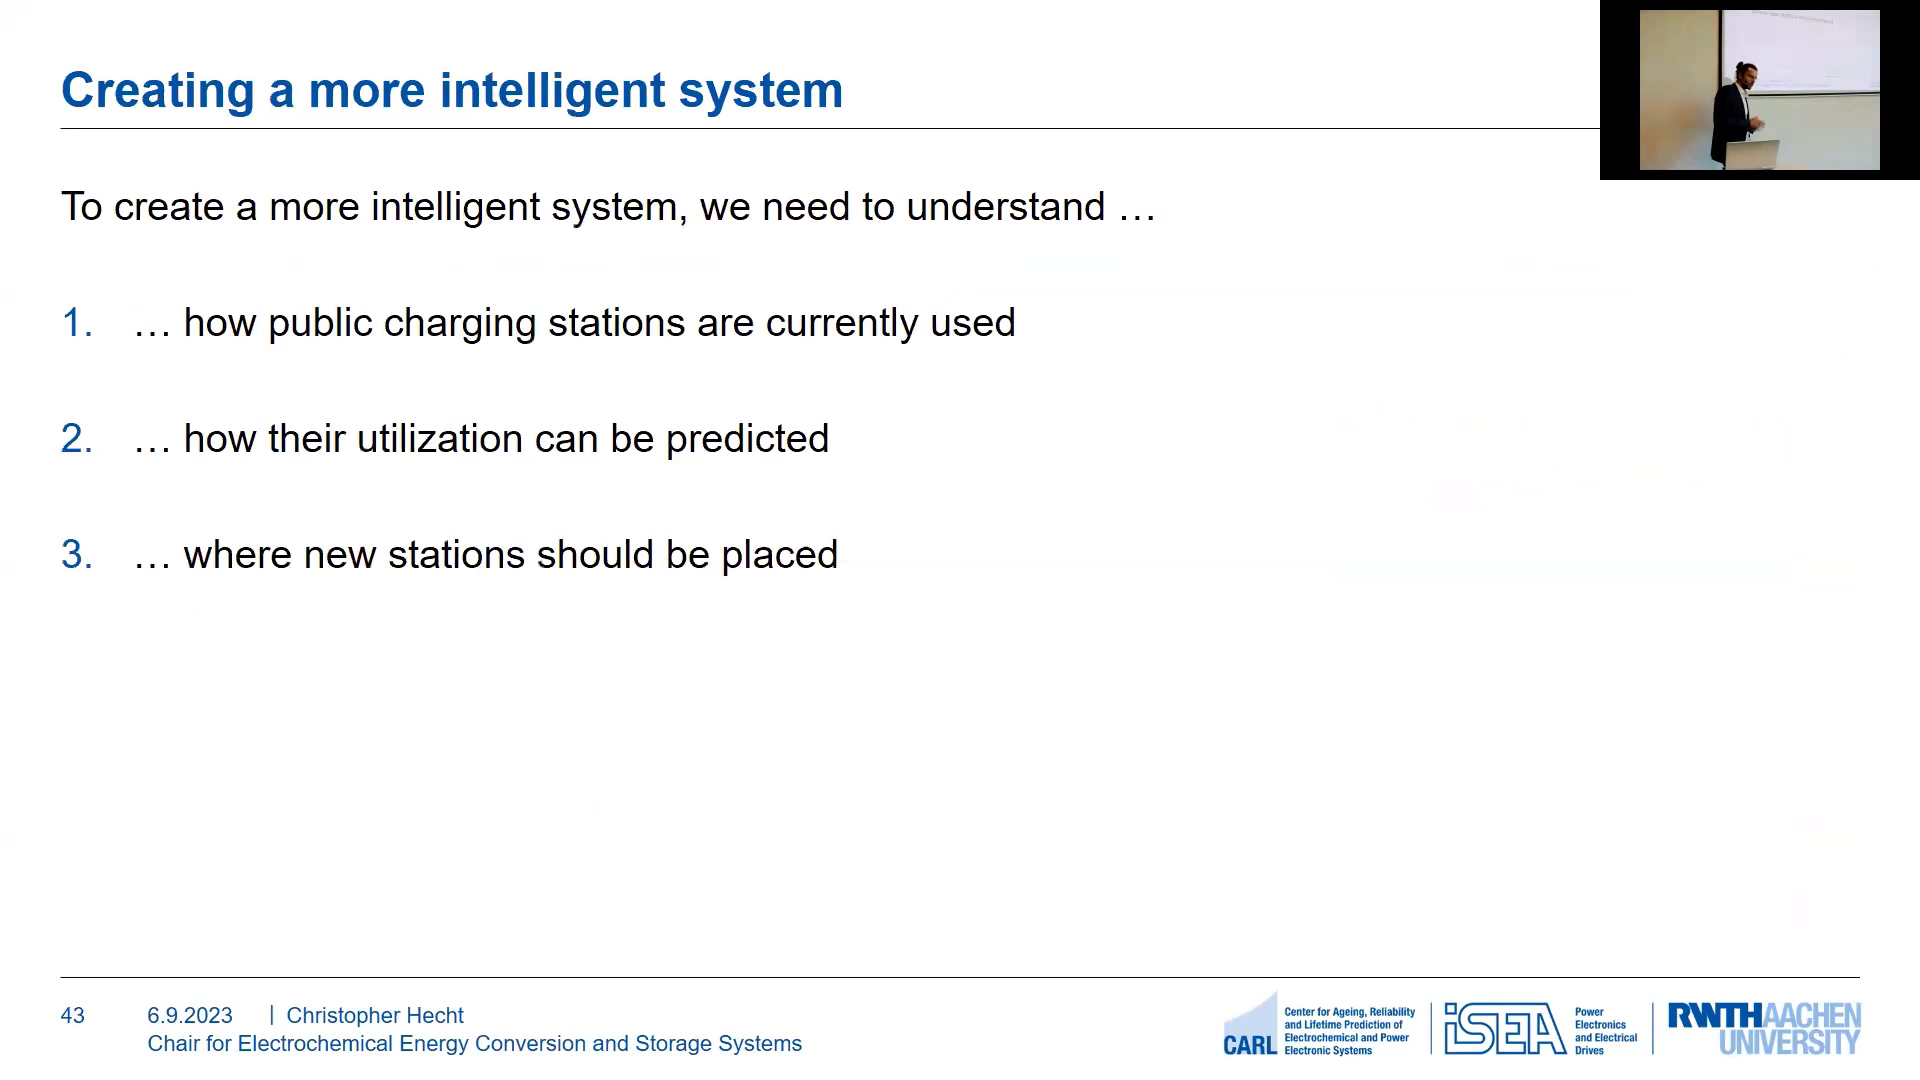 Creating a more intelligent system
To create a more intelligent system, we need to understand …
1. … how public charging stations are currently used
2. … how their utilization can be predicted
3. … where new stations should be placed
43 6.9.2023 | Christopher Hecht
Chair for Electrochemical Energy Conversion and Storage Systems
CARL
Center for Ageing, Reliability
and Lifetime Prediction of
Electrochemical and Power
Electronic Systems
iSEA
Power
Electronics
and Electrical
Drives
RWTHAACHEN
UNIVERSITY